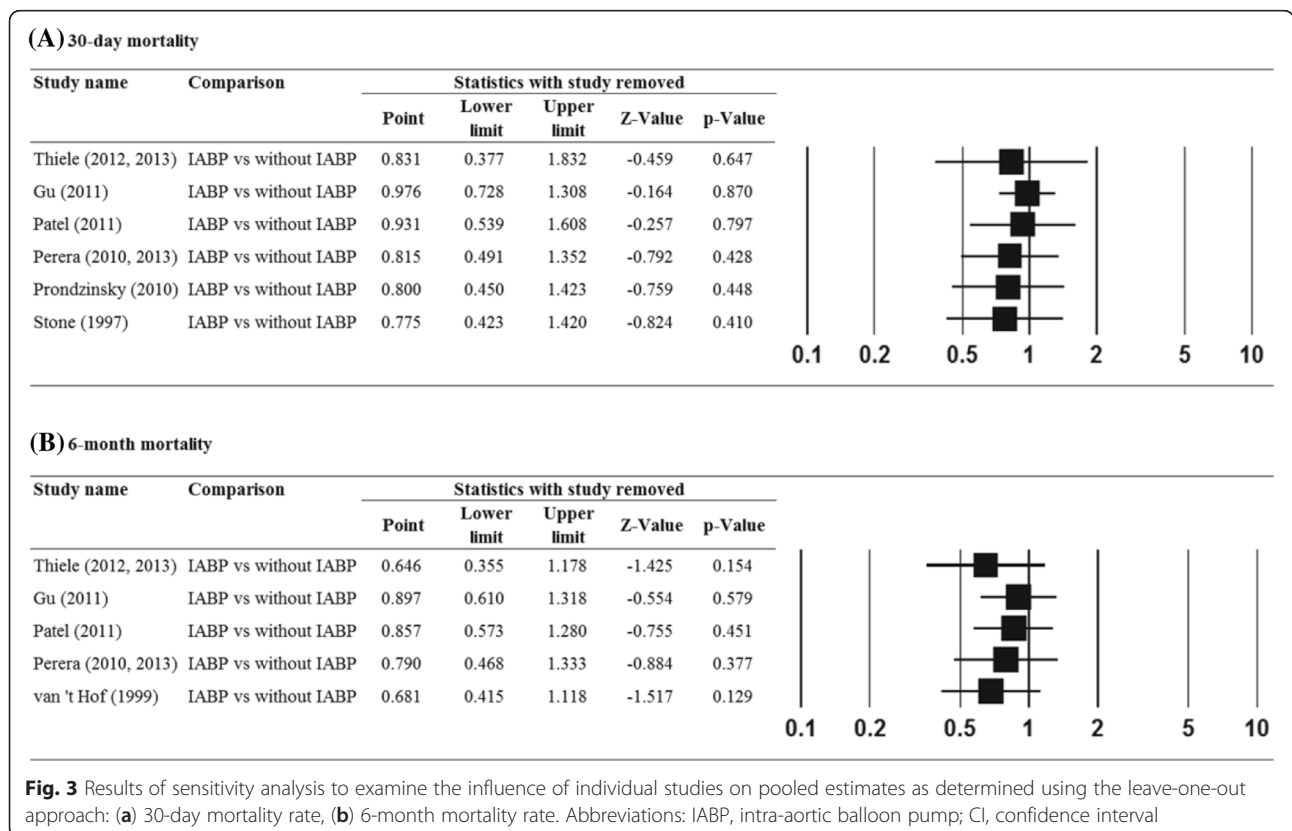 (A) 30-day mortality
Study name Comparison Statistics with study removed
Point Lower limit Upper limit Z-Value p-Value
Thiele (2012, 2013) IABP vs without IABP 0.831 0.377 1.832 -0.459 0.647
Gu (2011) IABP vs without IABP 0.976 0.728 1.308 -0.164 0.870
Patel (2011) IABP vs without IABP 0.931 0.539 1.608 -0.257 0.797
Perera (2010, 2013) IABP vs without IABP 0.815 0.491 1.352 -0.792 0.428
Prondzinsky (2010) IABP vs without IABP 0.800 0.450 1.423 -0.759 0.448
Stone (1997) IABP vs without IABP 0.775 0.423 1.420 -0.824 0.410
0.1 0.2 0.5 1 2 5 10
(B) 6-month mortality
Study name Comparison Statistics with study removed
Point Lower limit Upper limit Z-Value p-Value
Thiele (2012, 2013) IABP vs without IABP 0.646 0.355 1.178 -1.425 0.154
Gu (2011) IABP vs without IABP 0.897 0.610 1.318 -0.554 0.579
Patel (2011) IABP vs without IABP 0.857 0.573 1.280 -0.755 0.451
Perera (2010, 2013) IABP vs without IABP 0.790 0.468 1.333 -0.884 0.377
van 't Hof (1999) IABP vs without IABP 0.681 0.415 1.118 -1.517 0.129
0.1 0.2 0.5 1 2 5 10
Fig. 3 Results of sensitivity analysis to examine the influence of individual studies on pooled estimates as determined using the leave-one-out
approach: (a) 30-day mortality rate, (b) 6-month mortality rate. Abbreviations: IABP, intra-aortic balloon pump; CI, confidence interval